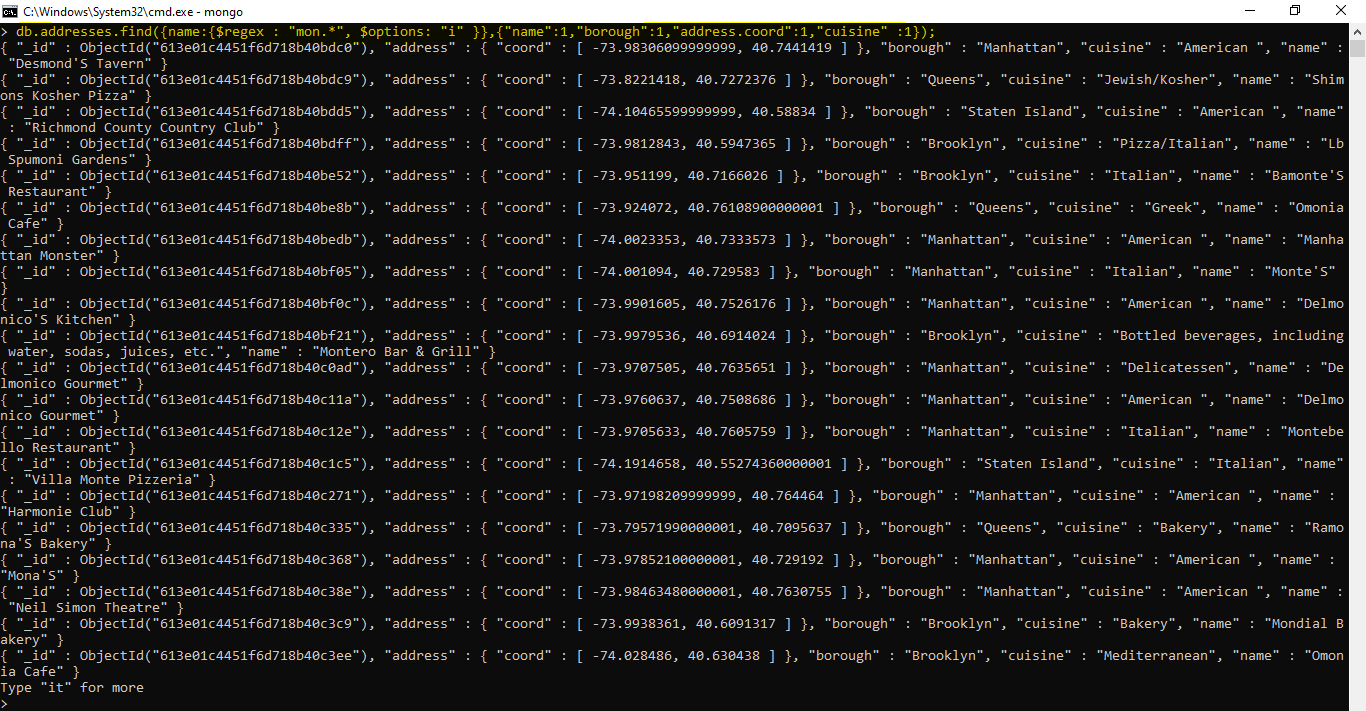 C:\Windows\System32\cmd.exe - mongo
> db.addresses.find({name:{$regex : "mon.*", $options: "i" }},{"name":1,"borough":1,"address.coord":1,"cuisine" :1});
{ "_id" : ObjectId("613e01c4451f6d718b40bdc0"), "address" : { "coord" : [ -73.98306099999999, 40.7441419 ] }, "borough" : "Manhattan", "cuisine" : "American ", "name" :
"Desmond'S Tavern" }
{ "_id" : ObjectId("613e01c4451f6d718b40bdc9"), "address" : { "coord" : [ -73.8221418, 40.7272376 ] }, "borough" : "Queens", "cuisine" : "Jewish/Kosher", "name" : "Shim
ons Kosher Pizza" }
{ "_id" : ObjectId("613e01c4451f6d718b40bdd5"), "address" : { "coord" : [ -74.10465599999999, 40.58834 ] }, "borough" : "Staten Island", "cuisine" : "American ", "name"
: "Richmond County Country Club" }
{ "_id" : ObjectId("613e01c4451f6d718b40bdff"), "address" : { "coord" : [ -73.9812843, 40.5947365 ] }, "borough" : "Brooklyn", "cuisine" : "Pizza/Italian", "name" : "Lb
Spumoni Gardens" }
{ "_id" : ObjectId("613e01c4451f6d718b40be52"), "address" : { "coord" : [ -73.951199, 40.7166026 ] }, "borough" : "Brooklyn", "cuisine" : "Italian", "name" : "Bamonte'S
Restaurant" }
{ "_id" : ObjectId("613e01c4451f6d718b40be8b"), "address" : { "coord" : [ -73.924072, 40.76108900000001 ] }, "borough" : "Queens", "cuisine" : "Greek", "name" : "Omonia
Cafe" }
{ "_id" : ObjectId("613e01c4451f6d718b40bedb"), "address" : { "coord" : [ -74.0023353, 40.7333573 ] }, "borough" : "Manhattan", "cuisine" : "American ", "name" : "Manha
ttan Monster" }
{ "_id" : ObjectId("613e01c4451f6d718b40bf05"), "address" : { "coord" : [ -74.001094, 40.729583 ] }, "borough" : "Manhattan", "cuisine" : "Italian", "name" : "Monte'S"
}
{ "_id" : ObjectId("613e01c4451f6d718b40bf0c"), "address" : { "coord" : [ -73.9901605, 40.7526176 ] }, "borough" : "Manhattan", "cuisine" : "American ", "name" : "Delmo
nico'S Kitchen" }
{ "_id" : ObjectId("613e01c4451f6d718b40bf21"), "address" : { "coord" : [ -73.9979536, 40.6914024 ] }, "borough" : "Brooklyn", "cuisine" : "Bottled beverages, including
water, sodas, juices, etc.", "name" : "Montero Bar & Grill" }
{ "_id" : ObjectId("613e01c4451f6d718b40c0ad"), "address" : { "coord" : [ -73.9707505, 40.7635651 ] }, "borough" : "Manhattan", "cuisine" : "Delicatessen", "name" : "De
lmonico Gourmet" }
{ "_id" : ObjectId("613e01c4451f6d718b40c11a"), "address" : { "coord" : [ -73.9760637, 40.7508686 ] }, "borough" : "Manhattan", "cuisine" : "American ", "name" : "Delmo
nico Gourmet" }
{ "_id" : ObjectId("613e01c4451f6d718b40c12e"), "address" : { "coord" : [ -73.9705633, 40.7605759 ] }, "borough" : "Manhattan", "cuisine" : "Italian", "name" : "Montebe
llo Restaurant" }
{ "_id" : ObjectId("613e01c4451f6d718b40c1c5"), "address" : { "coord" : [ -74.1914658, 40.55274360000001 ] }, "borough" : "Staten Island", "cuisine" : "Italian", "name"
: "Villa Monte Pizzeria" }
{ "_id" : ObjectId("613e01c4451f6d718b40c271"), "address" : { "coord" : [ -73.97198209999999, 40.764464 ] }, "borough" : "Manhattan", "cuisine" : "American ", "name" :
"Harmonie Club" }
{ "_id" : ObjectId("613e01c4451f6d718b40c335"), "address" : { "coord" : [ -73.79571990000001, 40.7095637 ] }, "borough" : "Queens", "cuisine" : "Bakery", "name" : "Ramo
na'S Bakery" }
{ "_id" : ObjectId("613e01c4451f6d718b40c368"), "address" : { "coord" : [ -73.97852100000001, 40.729192 ] }, "borough" : "Manhattan", "cuisine" : "American ", "name" :
"Mona'S" }
{ "_id" : ObjectId("613e01c4451f6d718b40c38e"), "address" : { "coord" : [ -73.98463480000001, 40.7630755 ] }, "borough" : "Manhattan", "cuisine" : "American ", "name" :
"Neil Simon Theatre" }
{ "_id" : ObjectId("613e01c4451f6d718b40c3c9"), "address" : { "coord" : [ -73.9938361, 40.6091317 ] }, "borough" : "Brooklyn", "cuisine" : "Bakery", "name" : "Mondial B
akery" }
{ "_id" : ObjectId("613e01c4451f6d718b40c3ee"), "address" : { "coord" : [ -74.028486, 40.630438 ] }, "borough" : "Brooklyn", "cuisine" : "Mediterranean", "name" : "Omon
ia Cafe" }
Type "it" for more
>